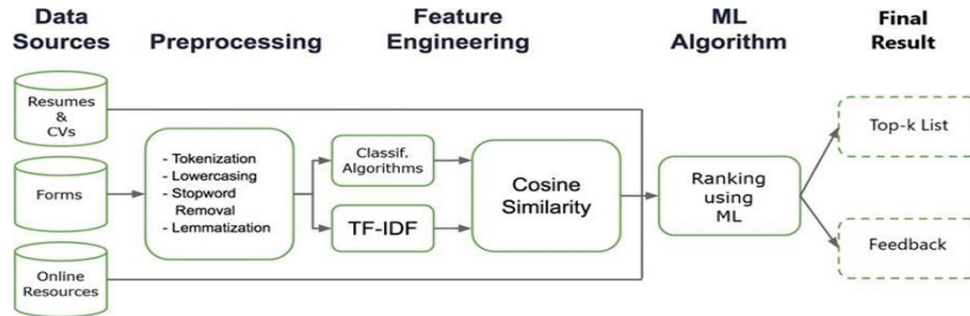 Data
Sources
Preprocessing
Feature
Engineering
ML
Algorithm
Final
Result
Resumes
&
CVs
Forms
Online
Resources
- Tokenization
- Lowercasing
- Stopword
Removal
- Lemmatization
Classif.
Algorithms
TF-IDF
Cosine
Similarity
Ranking
using
ML
Top-k List
Feedback